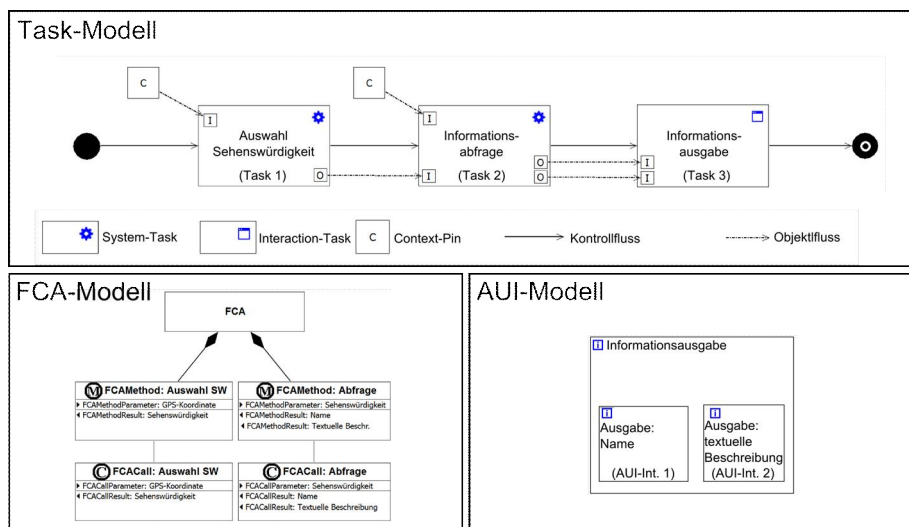 Task-Modell
C
C
I
Auswahl
Sehenswürdigkeit
(Task 1)
O
I
Informations-
abfrage
(Task 2)
I
O
O
Informations-
ausgabe
(Task 3)
I
I
System-Task
Interaction-Task
C
Context-Pin
Kontrollfluss
Objektlfluss
FCA-Modell
FCA
M FCAMethod: Auswahl SW
FCAMethodParameter: GPS-Koordinate
FCAMethodResult: Sehenswürdigkeit
M FCAMethod: Abfrage
FCAMethodParameter: Sehenswürdigkeit
FCAMethodResult: Name
FCAMethodResult: Textuelle Beschr.
C FCACall: Auswahl SW
FCACallParameter: GPS-Koordinate
FCACallResult: Sehenswürdigkeit
C FCACall: Abfrage
FCACallParameter: Sehenswürdigkeit
FCACallResult: Name
FCACallResult: Textuelle Beschreibung
AUI-Modell
i Informationsausgabe
i
Ausgabe:
Name
(AUI-Int. 1)
i
Ausgabe:
textuelle
Beschreibung
(AUI-Int. 2)